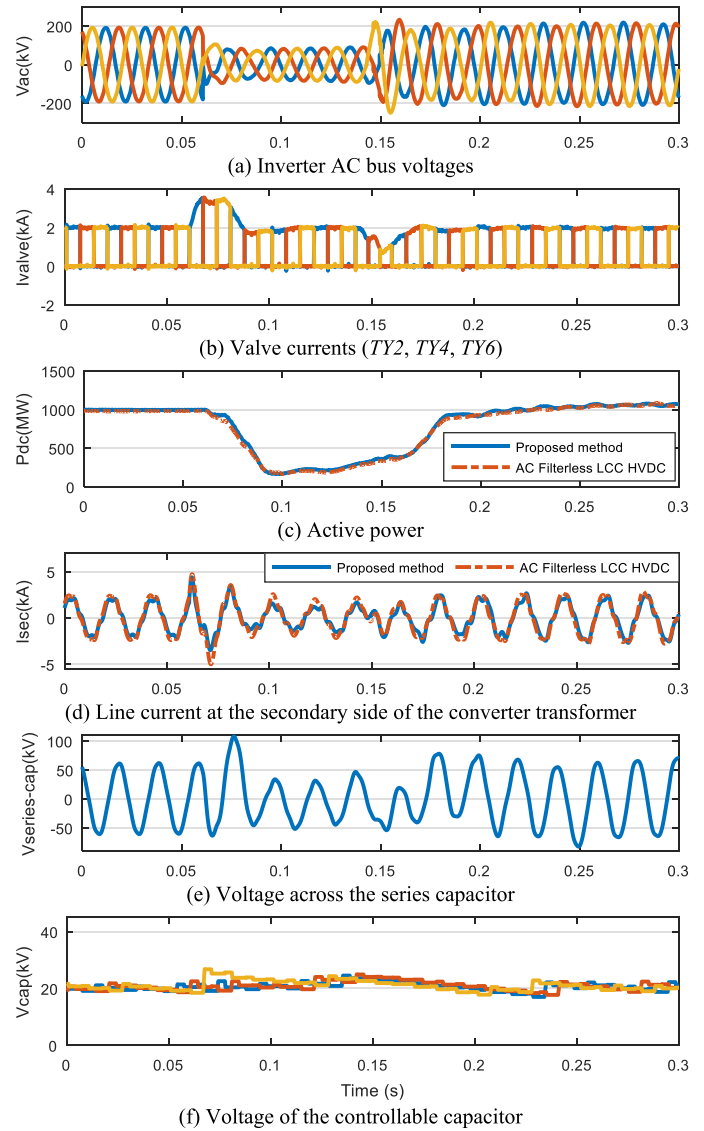 Vac(kV)
200
0
-200
0 0.05 0.1 0.15 0.2 0.25 0.3
(a) Inverter AC bus voltages
Ivalve(kA)
4
2
0
-2
0 0.05 0.1 0.15 0.2 0.25 0.3
(b) Valve currents (TY2, TY4, TY6)
Pdc(MW)
1500
1000
500
0
Proposed method
AC Filterless LCC HVDC
0 0.05 0.1 0.15 0.2 0.25 0.3
(c) Active power
Isec(kA)
5
0
-5
Proposed method AC Filterless LCC HVDC
0 0.05 0.1 0.15 0.2 0.25 0.3
(d) Line current at the secondary side of the converter transformer
Vseries-cap(kV)
100
50
0
-50
0 0.05 0.1 0.15 0.2 0.25 0.3
(e) Voltage across the series capacitor
Vcap(kV)
40
20
0
0 0.05 0.1 0.15 0.2 0.25 0.3
Time (s)
(f) Voltage of the controllable capacitor